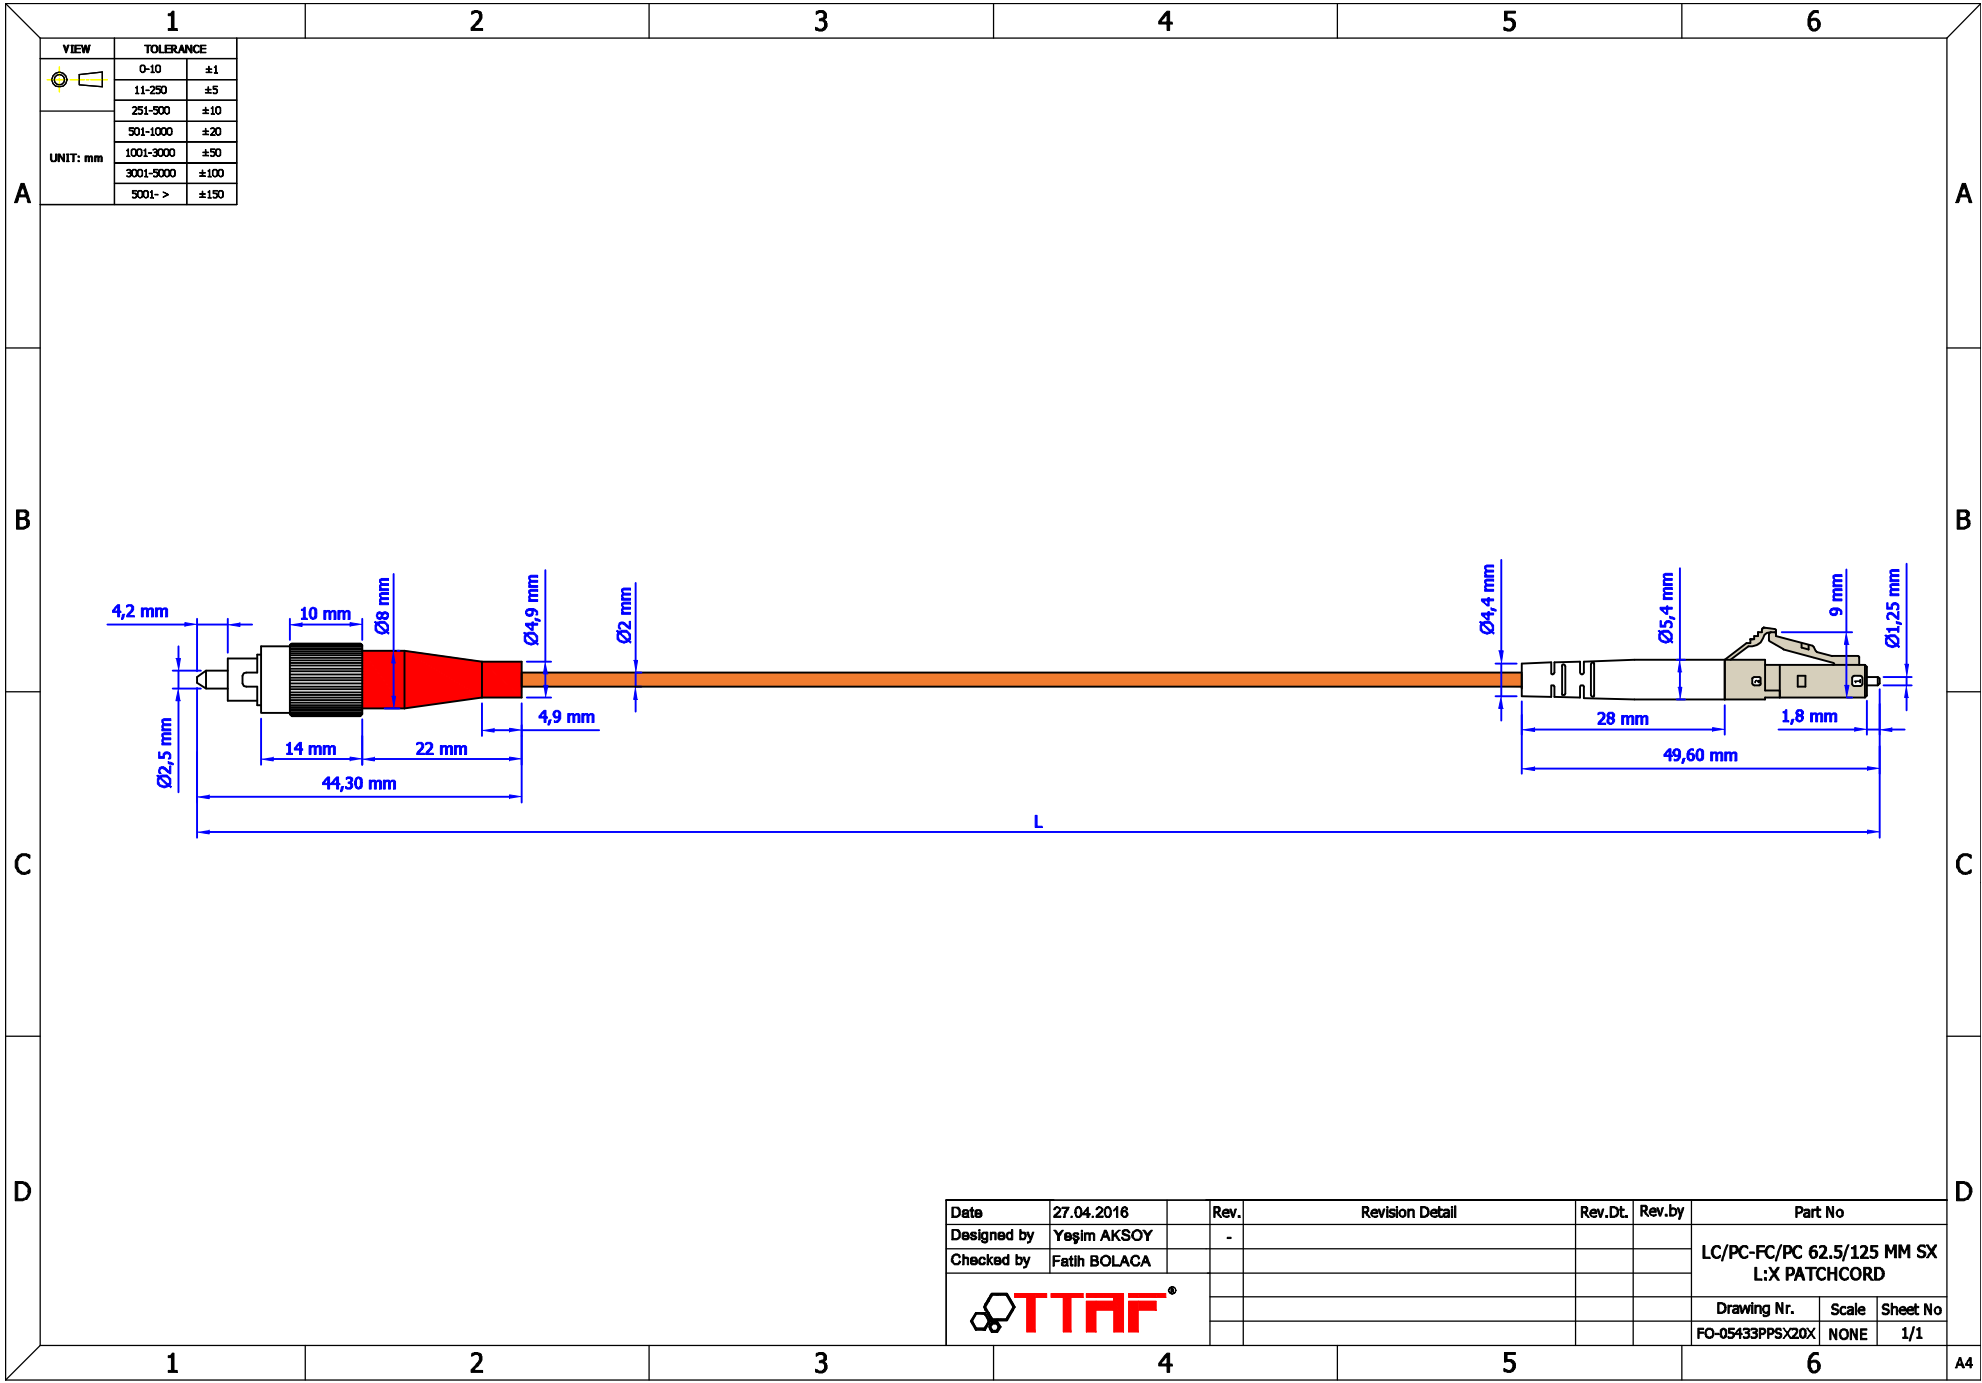 1 2 3 4 5 6
VIEW TOLERANCE
0-10 ±1
11-250 ±5
251-500 ±10
501-1000 ±20
UNIT: mm
1001-3000 ±50
3001-5000 ±100
5001- > ±150
A A
B B
4,2 mm
10 mm
Ø8 mm
Ø4,9 mm
Ø2 mm
Ø4,4 mm
Ø5,4 mm
9 mm
Ø1,25 mm
Ø2,5 mm
14 mm
22 mm
4,9 mm
44,30 mm
28 mm
1,8 mm
49,60 mm
L
C C
D D
Date 27.04.2016 Rev. Revision Detail Rev.Dt. Rev.by Part No
Designed by Yeşim AKSOY -
Checked by Fatih BOLACA
LC/PC-FC/PC 62.5/125 MM SX
L:X PATCHCORD
TTAF ®
Drawing Nr. Scale Sheet No
FO-05433PPSX20X NONE 1/1
1 2 3 4 5 6 A4